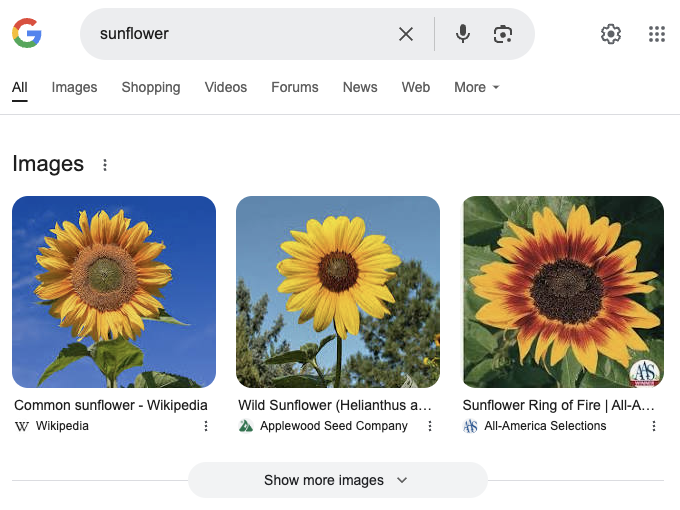 sunflower
All Images Shopping Videos Forums News Web More
Images
Common sunflower - Wikipedia
Wikipedia
Wild Sunflower (Helianthus a...
Applewood Seed Company
AAS
WINNER
Sunflower Ring of Fire | All-A...
All-America Selections
Show more images